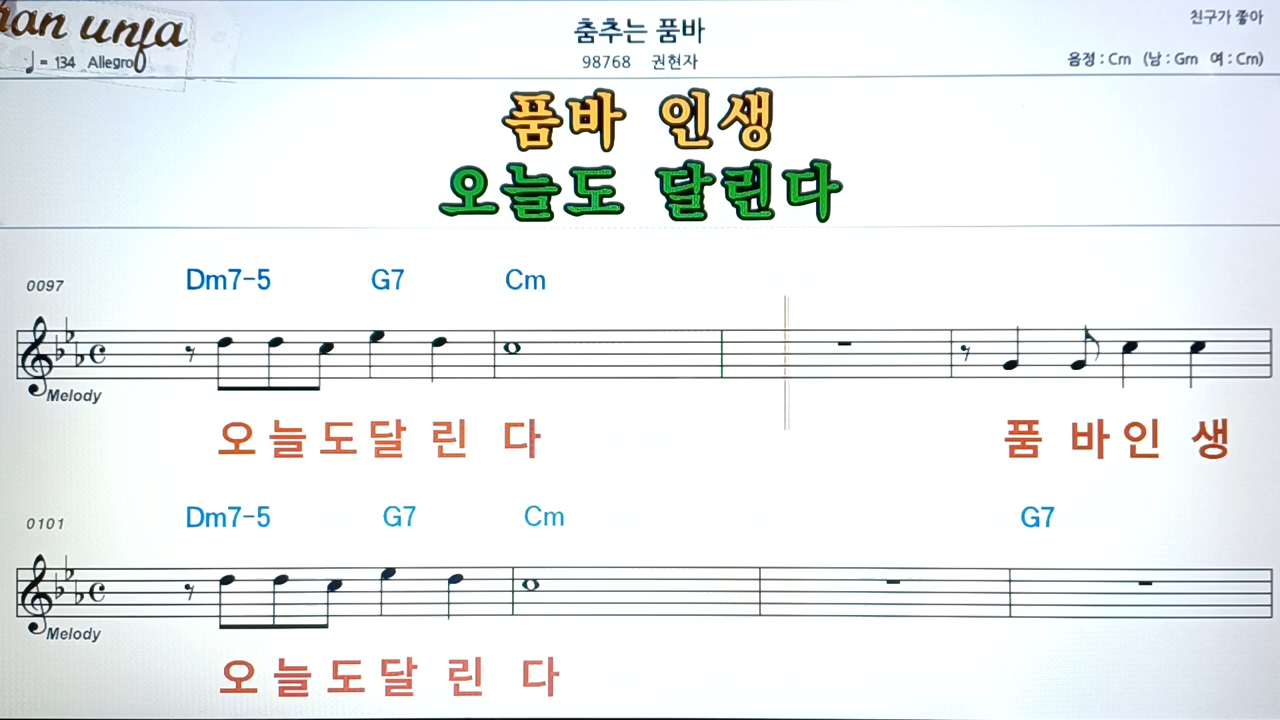 han unfa
춤추는 품바
친구가 좋아
♩ = 134 Allegro
98768 권현자
음정 : Cm (남 : Gm 여 : Cm)
품바 인생
오늘도 달린다
0097 Dm7-5 G7 Cm
Melody
오 늘 도 달 린 다 품 바 인 생
0101 Dm7-5 G7 Cm G7
Melody
오 늘 도 달 린 다